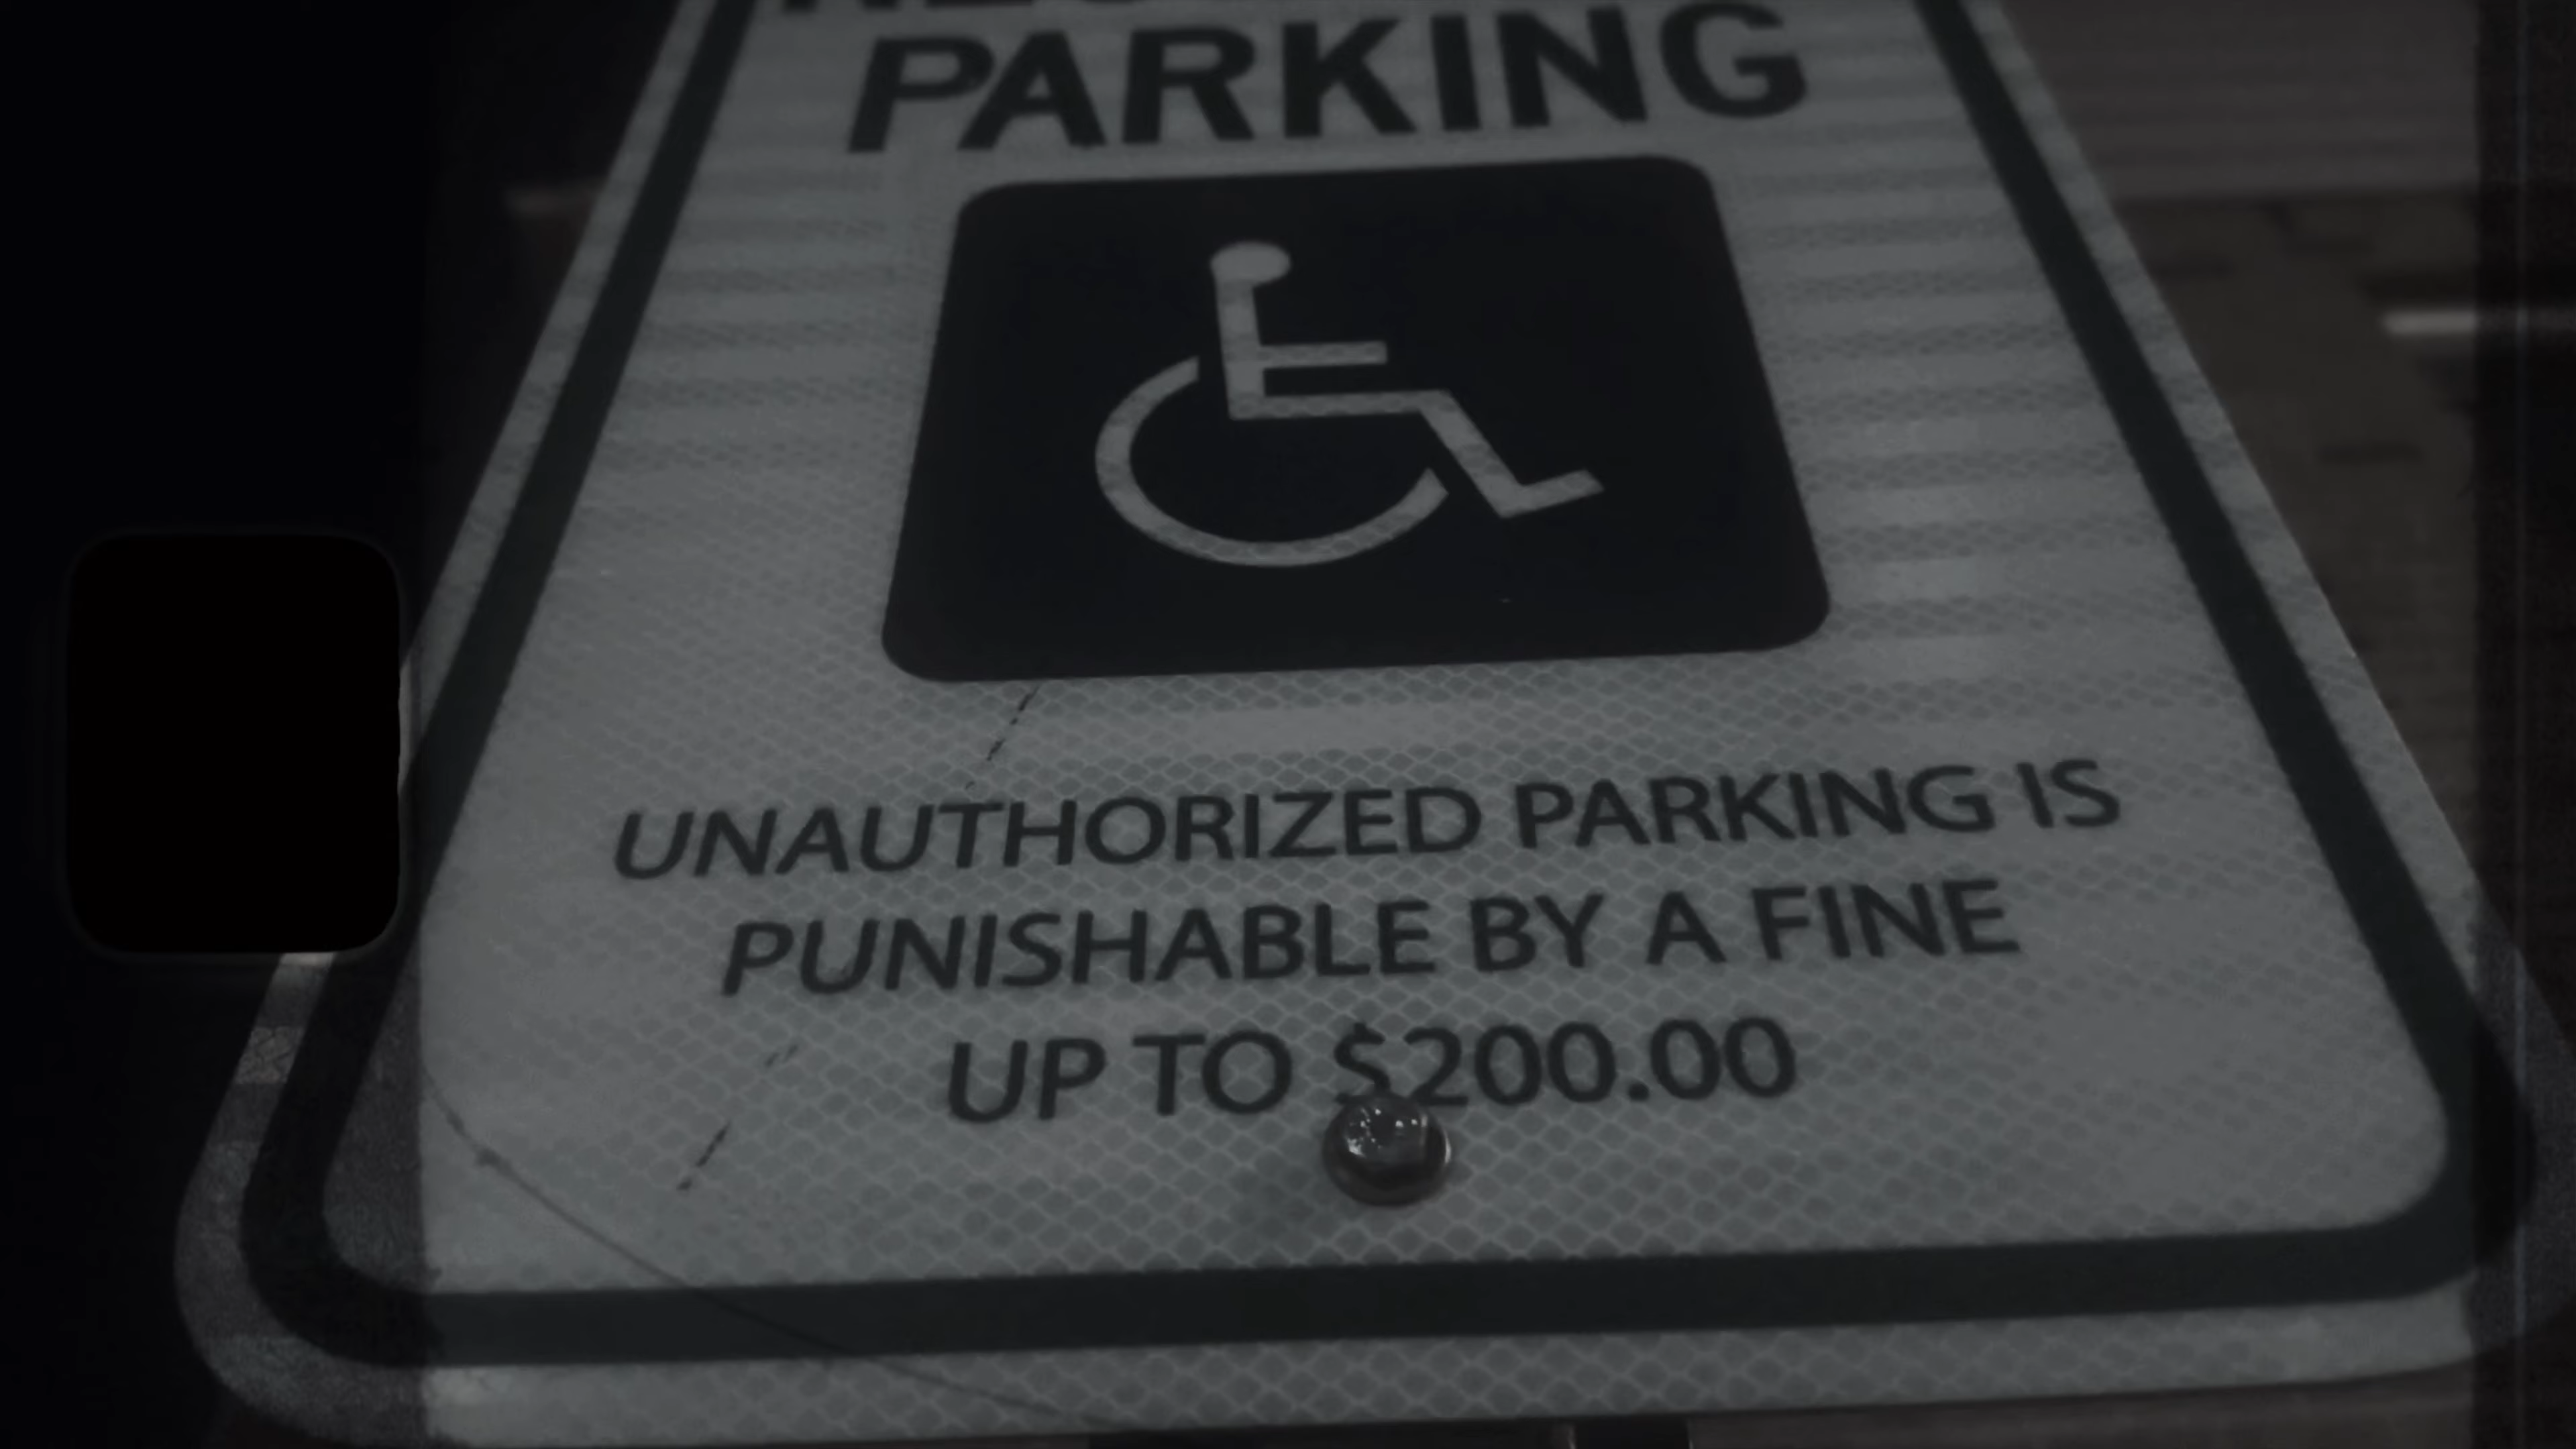 PARKING
UNAUTHORIZED PARKING IS
PUNISHABLE BY A FINE
UP TO $200.00